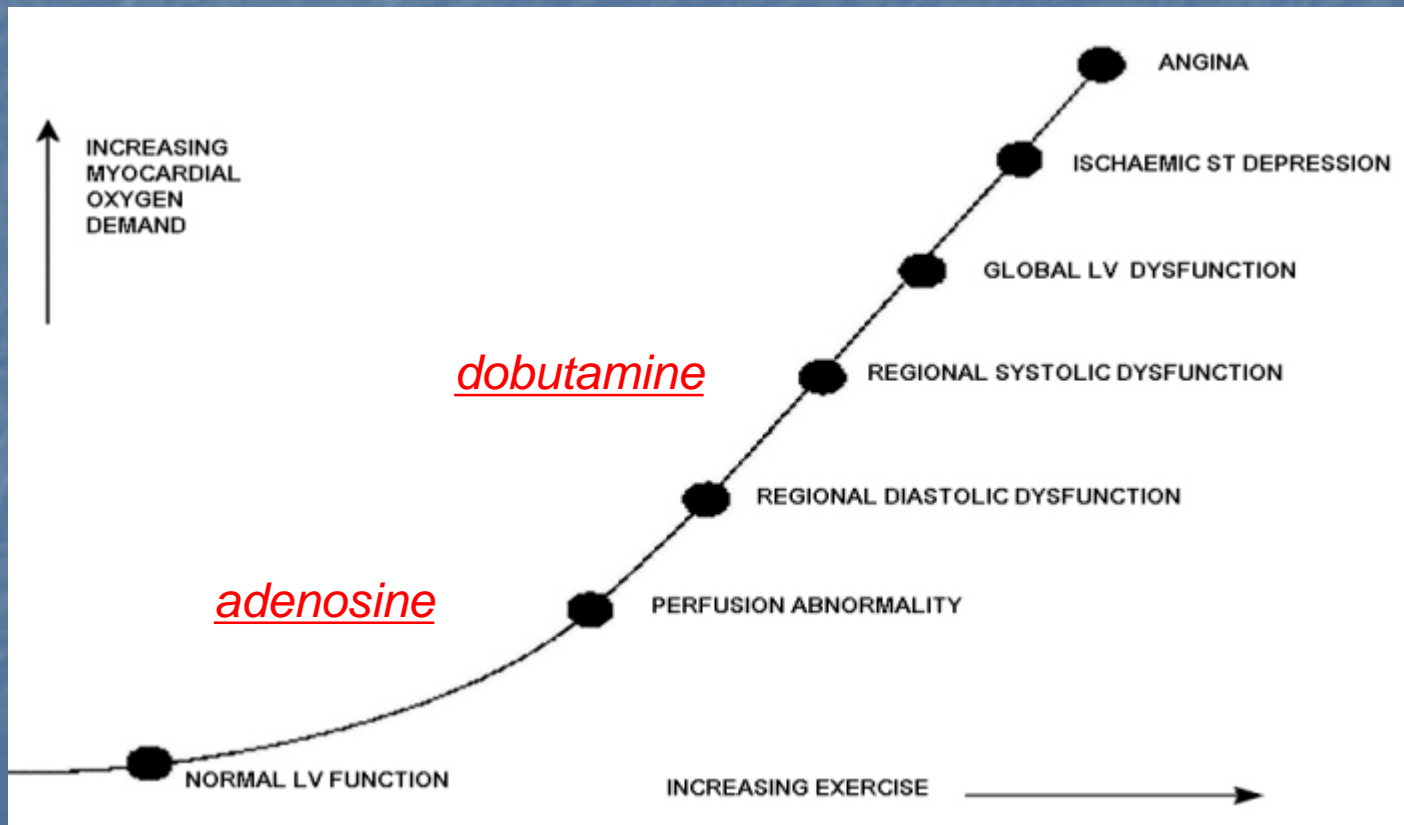 ANGINA
INCREASING
MYOCARDIAL
OXYGEN
DEMAND
ISCHAEMIC ST DEPRESSION
GLOBAL LV DYSFUNCTION
dobutamine
REGIONAL SYSTOLIC DYSFUNCTION
REGIONAL DIASTOLIC DYSFUNCTION
adenosine
PERFUSION ABNORMALITY
NORMAL LV FUNCTION
INCREASING EXERCISE